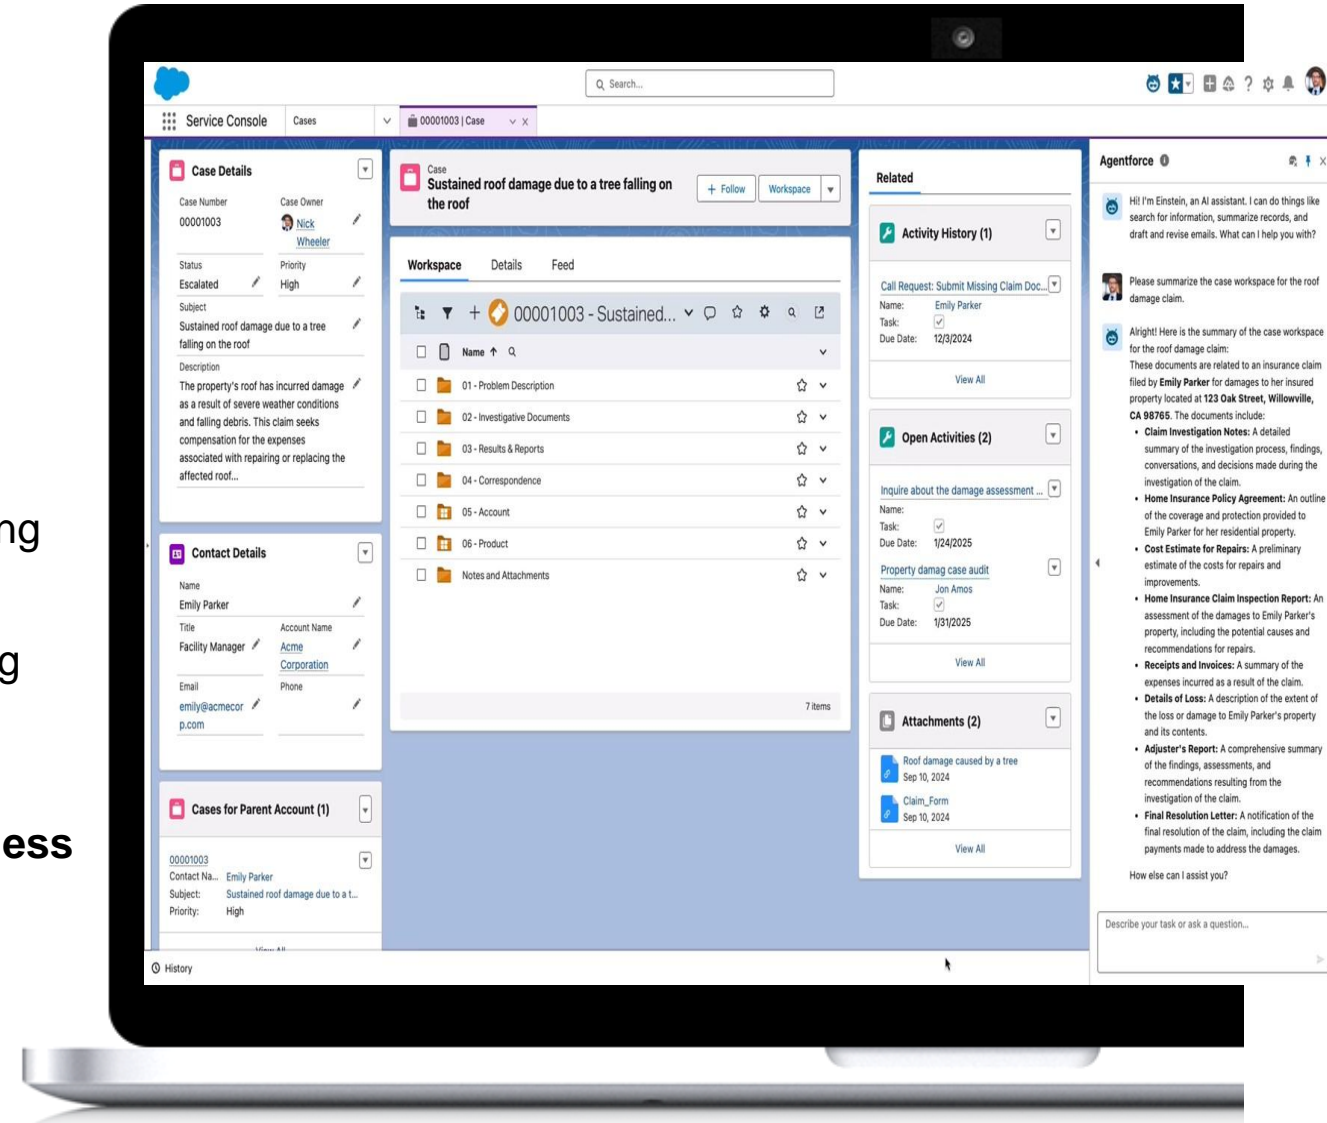 ng
g
ess
Search...
Service Console
Cases
00001003 | Case
Case Details
Case Number
Case Owner
00001003
Nick
Wheeler
Status
Priority
Escalated
High
Subject
Sustained roof damage due to a tree
falling on the roof
Description
The property's roof has incurred damage
as a result of severe weather conditions
and falling debris. This claim seeks
compensation for the expenses
associated with repairing or replacing the
affected roof...
Contact Details
Name
Emily Parker
Title
Account Name
Facility Manager
Acme
Corporation
Email
Phone
emily@acmecor
p.com
Cases for Parent Account (1)
00001003
Contact Na...
Emily Parker
Subject:
Sustained roof damage due to a t...
Priority:
High
View All
History
Case
Sustained roof damage due to a tree falling on
the roof
+ Follow
Workspace
Workspace
Details
Feed
00001003 - Sustained...
Name
01 - Problem Description
02 - Investigative Documents
03 - Results & Reports
04 - Correspondence
05 - Account
06 - Product
Notes and Attachments
7 items
Related
Activity History (1)
Call Request: Submit Missing Claim Doc...
Name:
Emily Parker
Task:
Due Date:
12/3/2024
View All
Open Activities (2)
Inquire about the damage assessment ...
Name:
Task:
Due Date:
1/24/2025
Property damag case audit
Name:
Jon Amos
Task:
Due Date:
1/31/2025
View All
Attachments (2)
Roof damage caused by a tree
Sep 10, 2024
Claim_Form
Sep 10, 2024
View All
Agentforce
Hi! I'm Einstein, an AI assistant. I can do things like
search for information, summarize records, and
draft and revise emails. What can I help you with?
Please summarize the case workspace for the roof
damage claim.
Alright! Here is the summary of the case workspace
for the roof damage claim:
These documents are related to an insurance claim
filed by Emily Parker for damages to her insured
property located at 123 Oak Street, Willowville,
CA 98765. The documents include:
• Claim Investigation Notes: A detailed
summary of the investigation process, findings,
conversations, and decisions made during the
investigation of the claim.
• Home Insurance Policy Agreement: An outline
of the coverage and protection provided to
Emily Parker for her residential property.
• Cost Estimate for Repairs: A preliminary
estimate of the costs for repairs and
improvements.
• Home Insurance Claim Inspection Report: An
assessment of the damages to Emily Parker's
property, including the potential causes and
recommendations for repairs.
• Receipts and Invoices: A summary of the
expenses incurred as a result of the claim.
• Details of Loss: A description of the extent of
the loss or damage to Emily Parker's property
and its contents.
• Adjuster's Report: A comprehensive summary
of the findings, assessments, and
recommendations resulting from the
investigation of the claim.
• Final Resolution Letter: A notification of the
final resolution of the claim, including the claim
payments made to address the damages.
How else can I assist you?
Describe your task or ask a question...